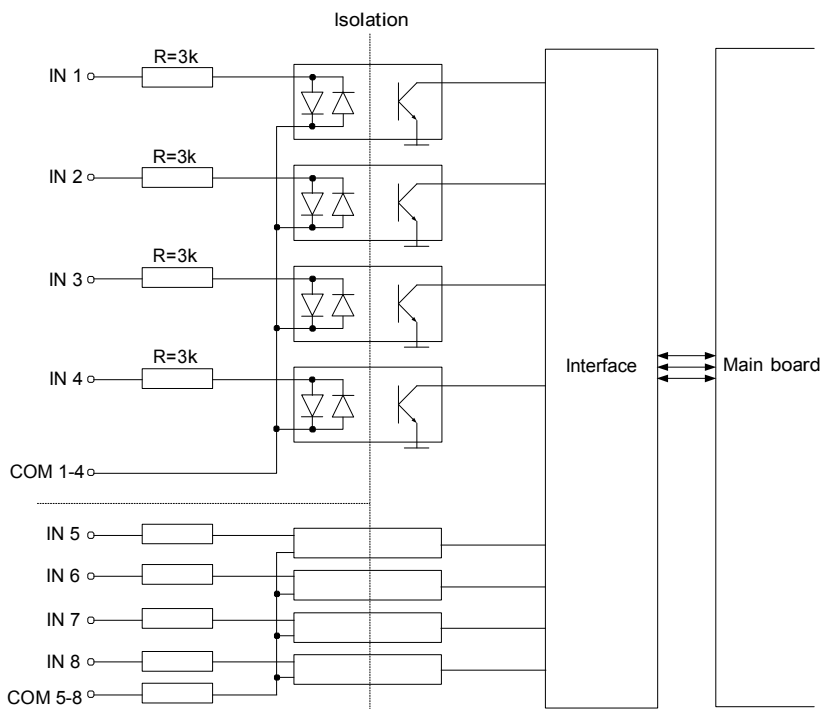 Isolation
R=3k
IN 1
R=3k
IN 2
R=3k
IN 3
R=3k
IN 4
Interface
Main board
COM 1-4
IN 5
IN 6
IN 7
IN 8
COM 5-8